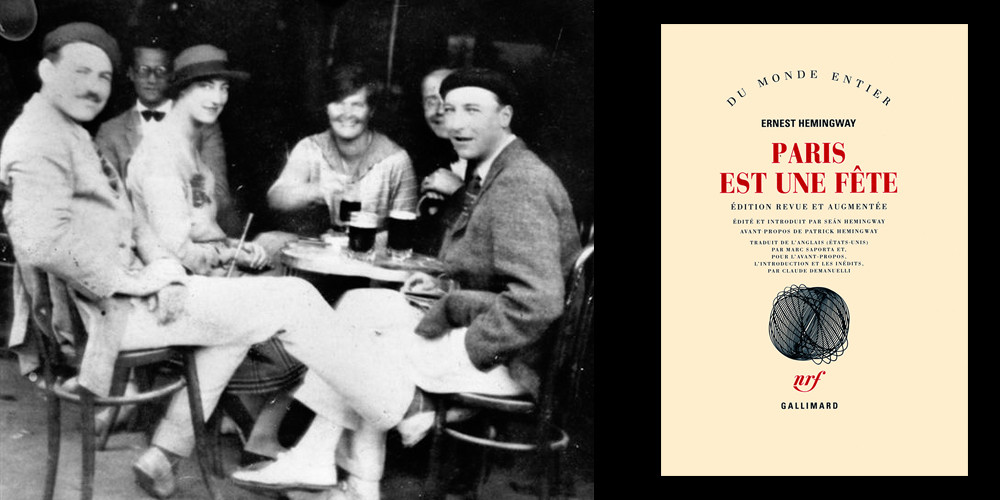 DU MONDE ENTIER
ERNEST HEMINGWAY
PARIS
EST UNE FÊTE
ÉDITION REVUE ET AUGMENTÉE
ÉDITÉ ET INTRODUIT PAR SEÁN HEMINGWAY
AVANT-PROPOS DE PATRICK HEMINGWAY
TRADUIT DE L'ANGLAIS (ÉTATS-UNIS)
PAR MARC SAPORTA ET,
POUR L'AVANT-PROPOS,
L'INTRODUCTION ET LES INÉDITS,
PAR CLAUDE DEMANUELLI
nrf
GALLIMARD